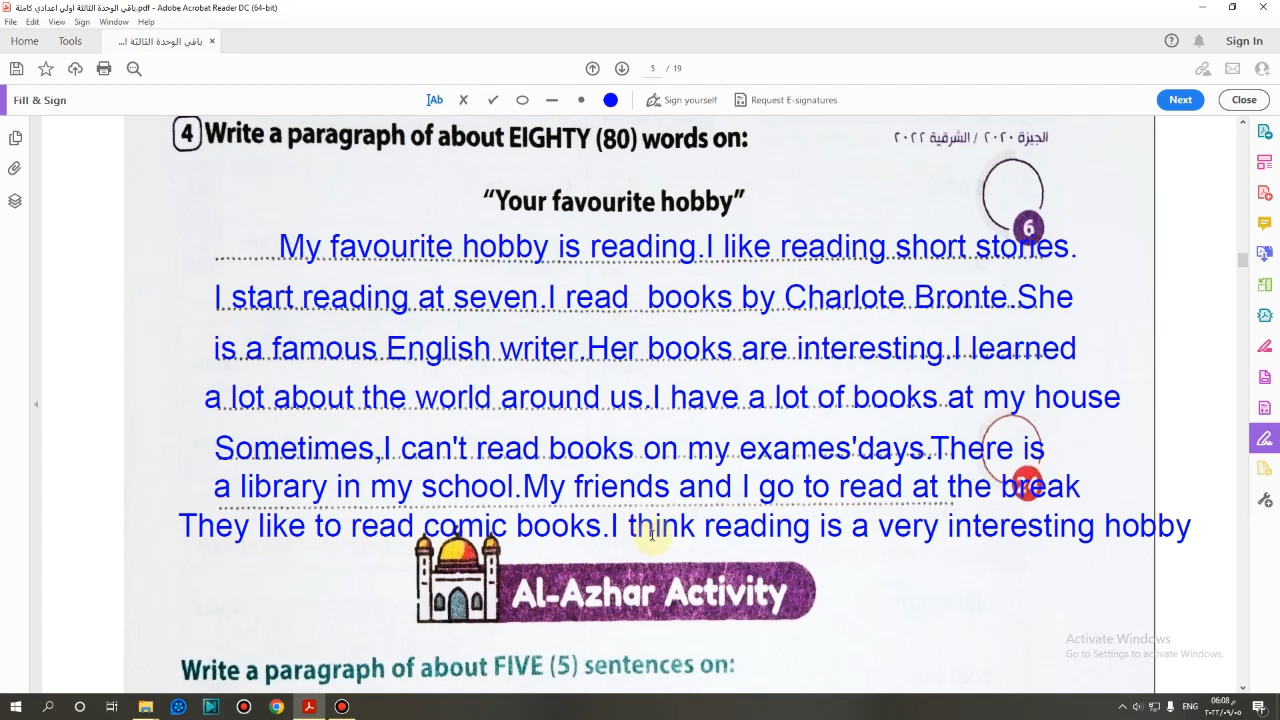 باقي الوحدة الثالثة اولي اعدادي كاملة.pdf - Adobe Acrobat Reader DC (64-bit)
File Edit View Sign Window Help
Home Tools باقي الوحدة الثالثة ا... × Sign In
5 / 19
Fill & Sign Ab Sign yourself Request E-signatures Next Close
4 Write a paragraph of about EIGHTY (80) words on: الجيزة ٢٠٢٠ / الشرقية ٢٠٢٢
"Your favourite hobby"
6
My favourite hobby is reading.I like reading short stories.
I start reading at seven.I read books by Charlote Bronte.She
is a famous English writer.Her books are interesting.I learned
a lot about the world around us.I have a lot of books at my house
Sometimes,I can't read books on my exames'days.There is
a library in my school.My friends and I go to read at the break
They like to read comic books.I think reading is a very interesting hobby
Al-Azhar Activity
Write a paragraph of about FIVE (5) sentences on:
Activate Windows
Go to Settings to activate Windows.
ENG 06:08 م
٢٠٢٢/٠٩/٠٥